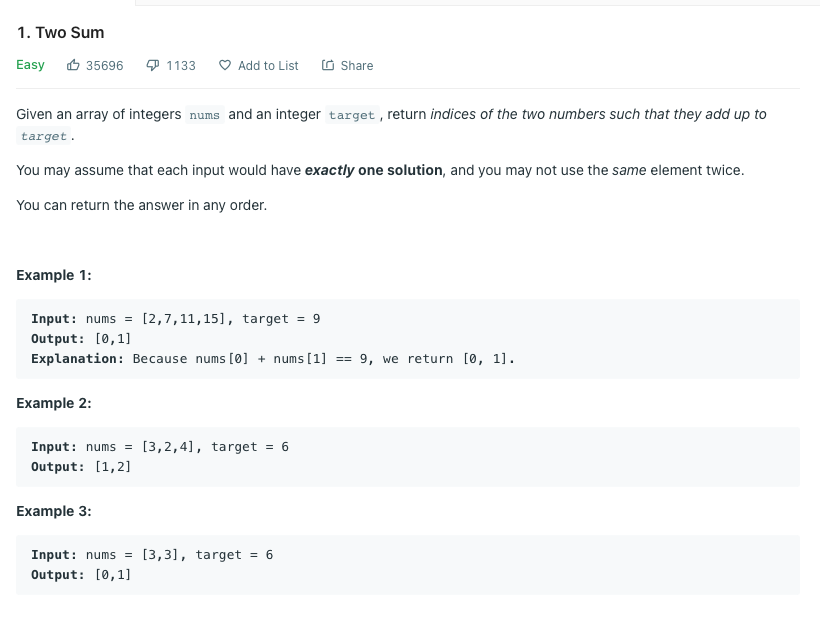 1. Two Sum
Easy 35696 1133 Add to List Share
Given an array of integers nums and an integer target, return indices of the two numbers such that they add up to
target.
You may assume that each input would have exactly one solution, and you may not use the same element twice.
You can return the answer in any order.
Example 1:
Input: nums = [2,7,11,15], target = 9
Output: [0,1]
Explanation: Because nums[0] + nums[1] == 9, we return [0, 1].
Example 2:
Input: nums = [3,2,4], target = 6
Output: [1,2]
Example 3:
Input: nums = [3,3], target = 6
Output: [0,1]